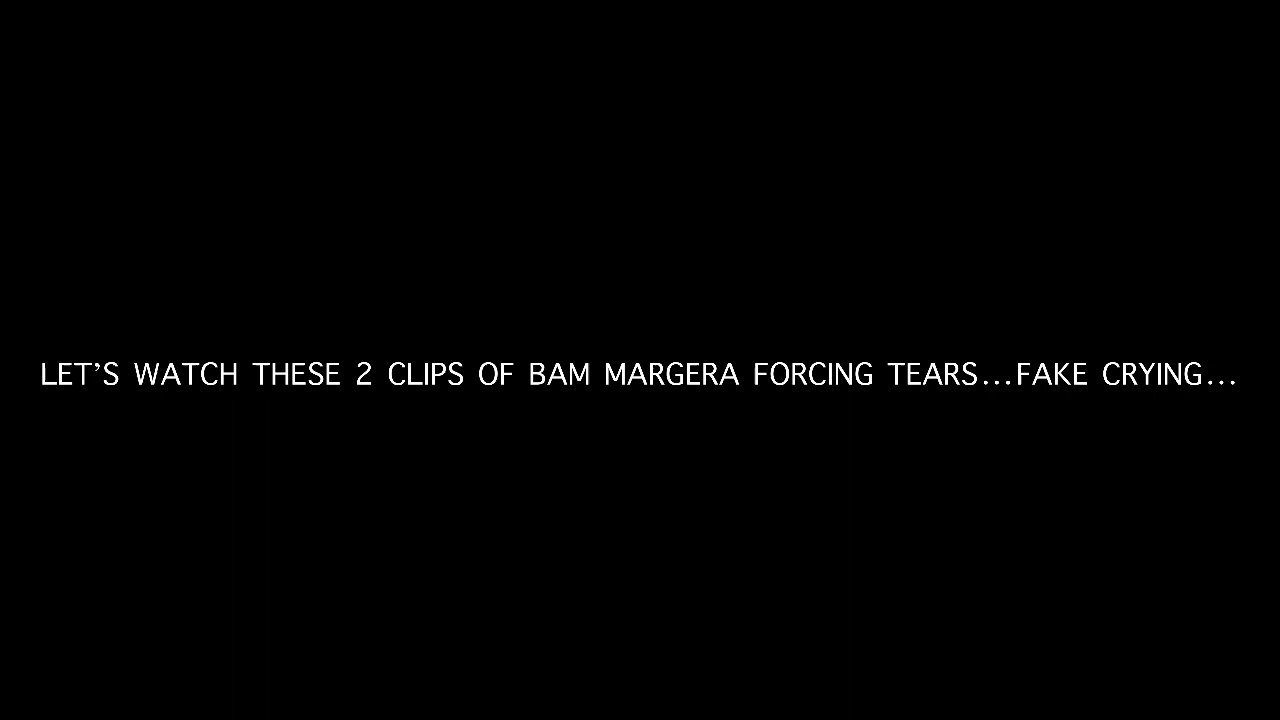 LET’S WATCH THESE 2 CLIPS OF BAM MARGERA FORCING TEARS…FAKE CRYING…